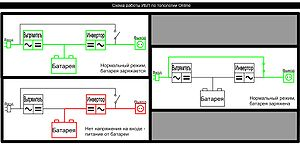 Схема работы ИБП по топологии Online
Выпрямитель
Инвертор
Вход
Выход
Батарея
Нормальный режим,
батарея заряжается
Выпрямитель
Инвертор
Вход
Выход
Батарея
Нет напряжения на входе -
питание от батареи
Выпрямитель
Инвертор
Вход
Выход
Батарея
Нормальный режим,
батарея заряжена